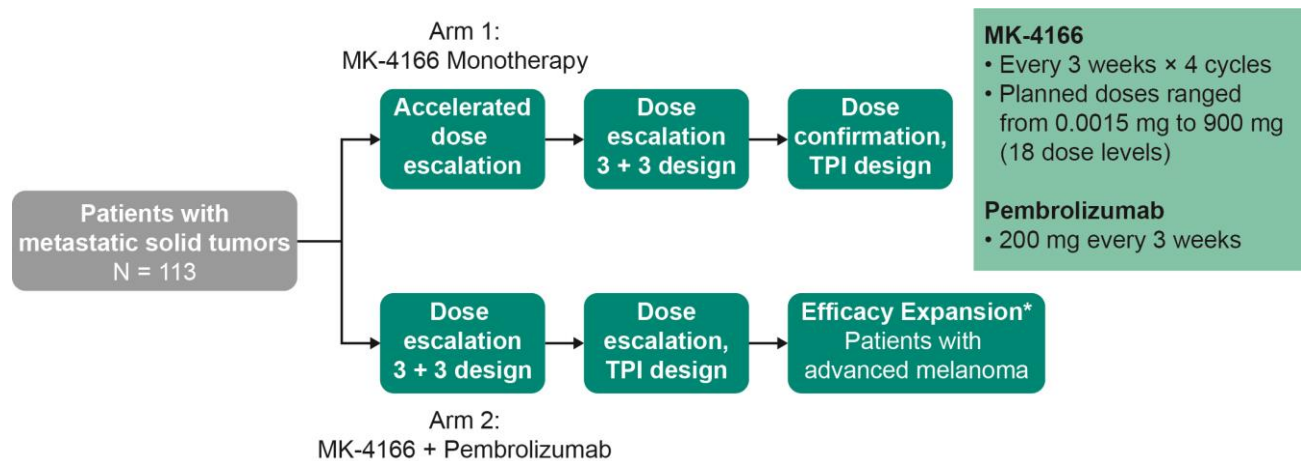 Arm 1:
MK-4166 Monotherapy
Accelerated
dose
escalation
Dose
escalation
3 + 3 design
Dose
confirmation,
TPI design
MK-4166
• Every 3 weeks × 4 cycles
• Planned doses ranged
from 0.0015 mg to 900 mg
(18 dose levels)
Pembrolizumab
• 200 mg every 3 weeks
Patients with
metastatic solid tumors
N = 113
Dose
escalation
3 + 3 design
Dose
escalation,
TPI design
Efficacy Expansion*
Patients with
advanced melanoma
Arm 2:
MK-4166 + Pembrolizumab